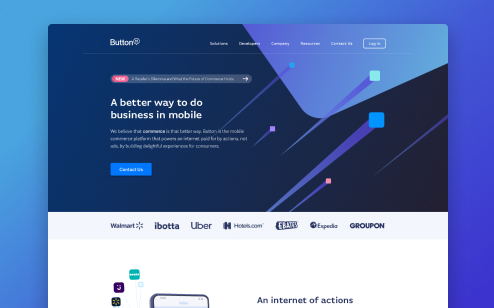 Button
Solutions Developers Company Resources Contact Us Log In
NEW A Retailer's Dilemma and What the Future of Commerce Holds →
A better way to do
business in mobile
We believe that commerce is that better way. Button is the mobile
commerce platform that powers an internet paid for by actions, not
ads, by building delightful experiences for consumers.
Contact Us
Walmart ibotta Uber Hotels.com EBATES Expedia GROUPON
An internet of actions